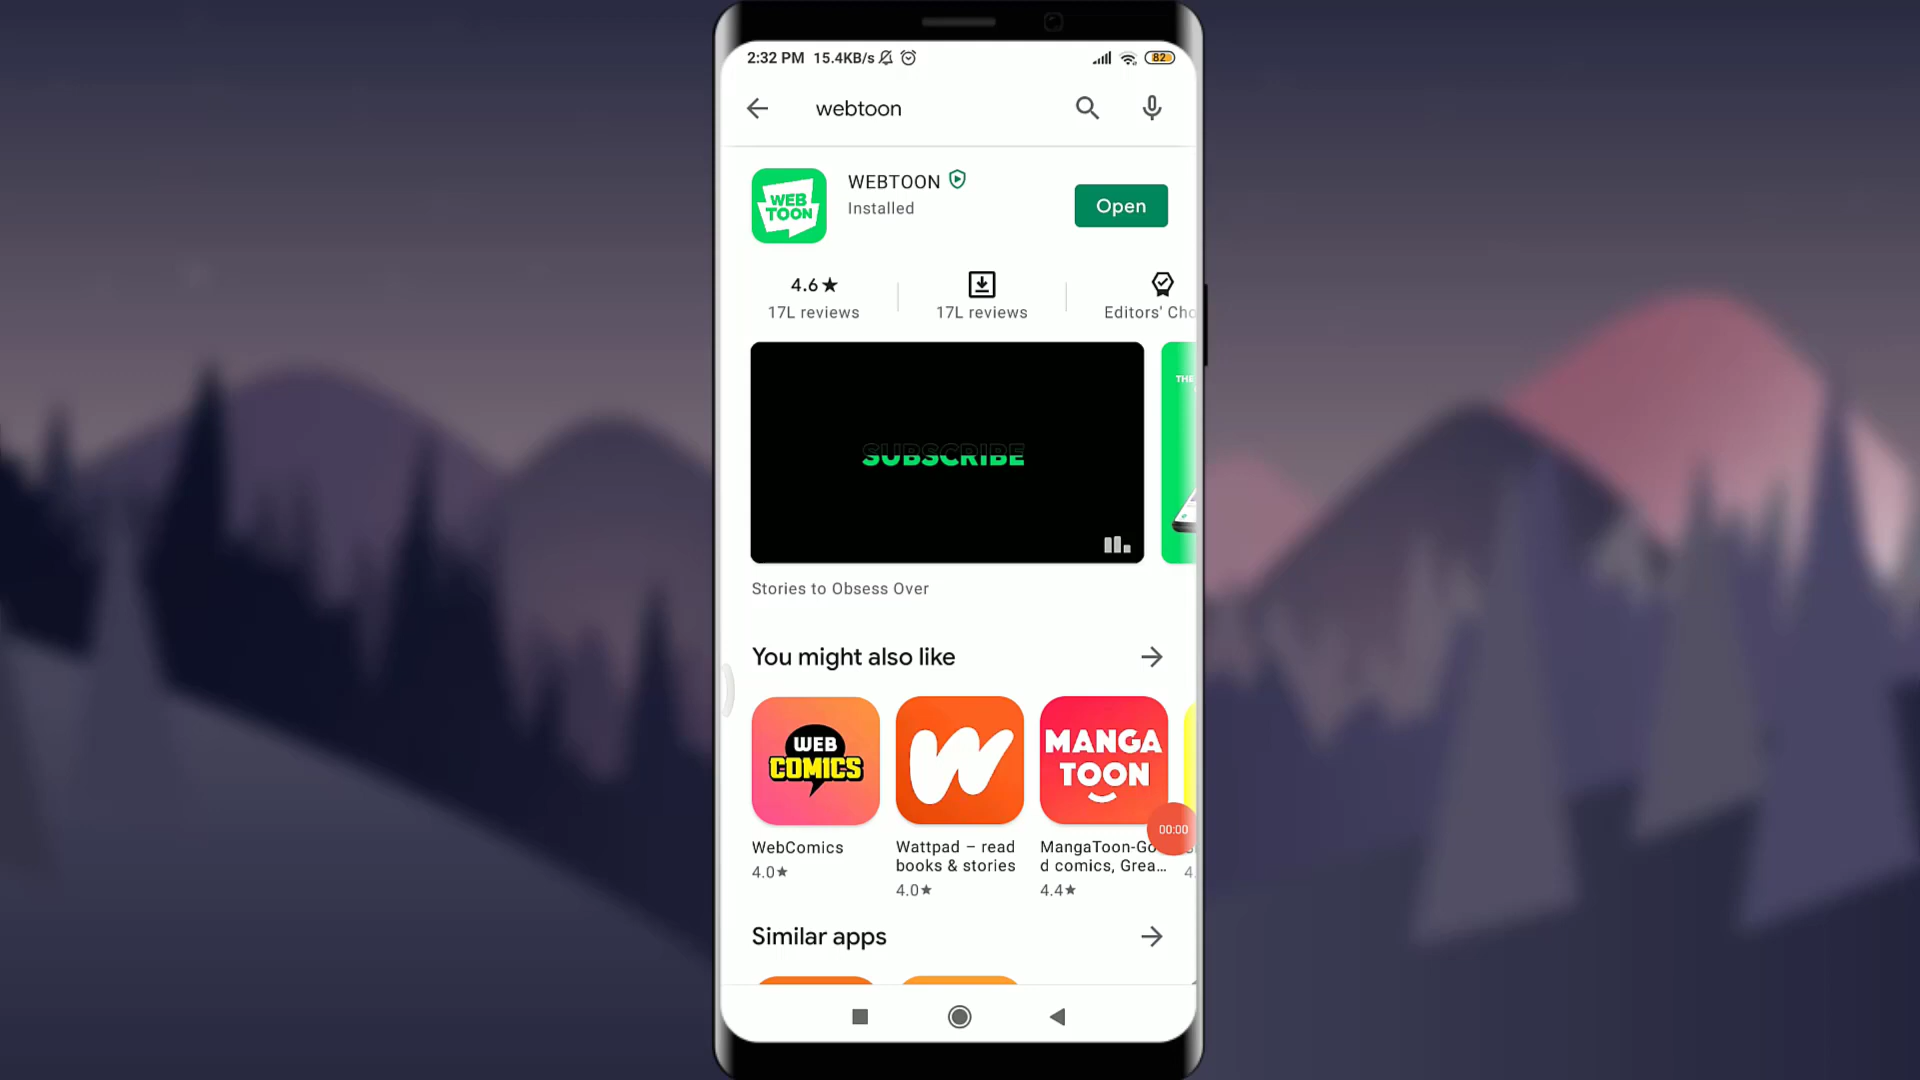 2:32 PM 15.4KB/s 82
webtoon
WEB
TOON
WEBTOON
Installed
Open
4.6★
17L reviews
17L reviews
Editors' Cho
SUBSCRIBE
THE
Stories to Obsess Over
You might also like
WEB
COMICS
W
MANGA
TOON
00:00
WebComics
4.0★
Wattpad – read
books & stories
4.0★
MangaToon-Go
d comics, Grea...
4.4★
4.
Similar apps